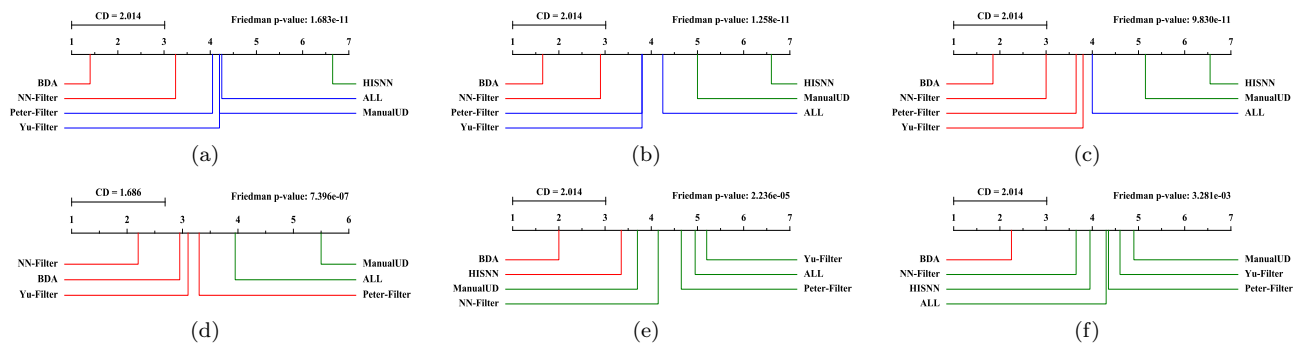 CD = 2.014
Friedman p-value: 1.683e-11
1 2 3 4 5 6 7
BDA
HISNN
NN-Filter
ALL
Peter-Filter
ManualUD
Yu-Filter
(a)
CD = 2.014
Friedman p-value: 1.258e-11
1 2 3 4 5 6 7
BDA
HISNN
NN-Filter
ManualUD
Peter-Filter
ALL
Yu-Filter
(b)
CD = 2.014
Friedman p-value: 9.830e-11
1 2 3 4 5 6 7
BDA
HISNN
NN-Filter
ManualUD
Peter-Filter
ALL
Yu-Filter
(c)
CD = 1.686
Friedman p-value: 7.396e-07
1 2 3 4 5 6
NN-Filter
ManualUD
BDA
ALL
Yu-Filter
Peter-Filter
(d)
CD = 2.014
Friedman p-value: 2.236e-05
1 2 3 4 5 6 7
BDA
Yu-Filter
HISNN
ALL
ManualUD
Peter-Filter
NN-Filter
(e)
CD = 2.014
Friedman p-value: 3.281e-03
1 2 3 4 5 6 7
BDA
ManualUD
NN-Filter
Yu-Filter
HISNN
Peter-Filter
ALL
(f)